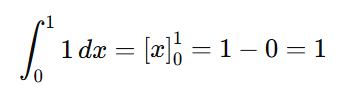 ∫₀¹ 1 dx = [x]₀¹ = 1 − 0 = 1